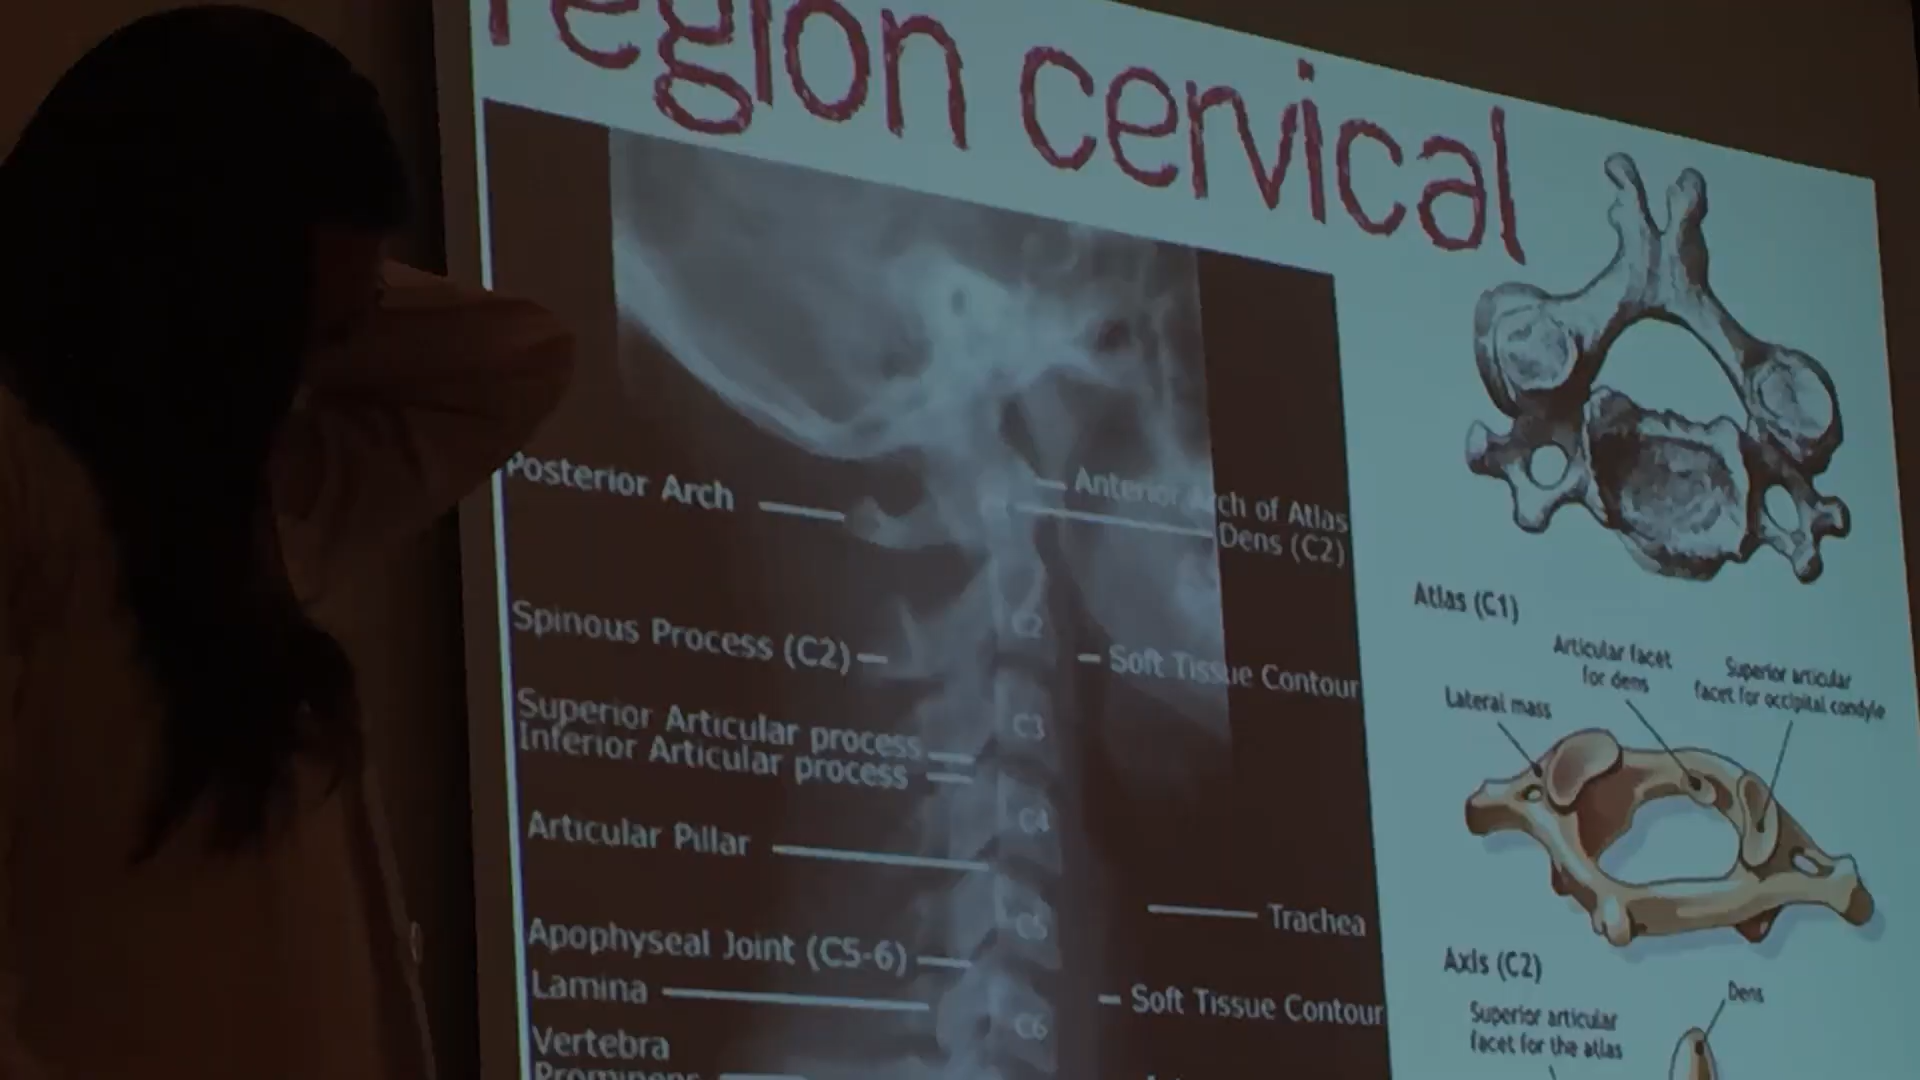 region cervical
Posterior Arch
Anterior Arch of Atlas
Dens (C2)
Spinous Process (C2)
C2
Soft Tissue Contour
Superior Articular process
Inferior Articular process
C3
Articular Pillar
C4
Trachea
C5
Apophyseal Joint (C5-6)
Lamina
Soft Tissue Contour
C6
Vertebra
Prominens
Atlas (C1)
Articular facet
for dens
Superior articular
facet for occipital condyle
Lateral mass
Axis (C2)
Dens
Superior articular
facet for the atlas